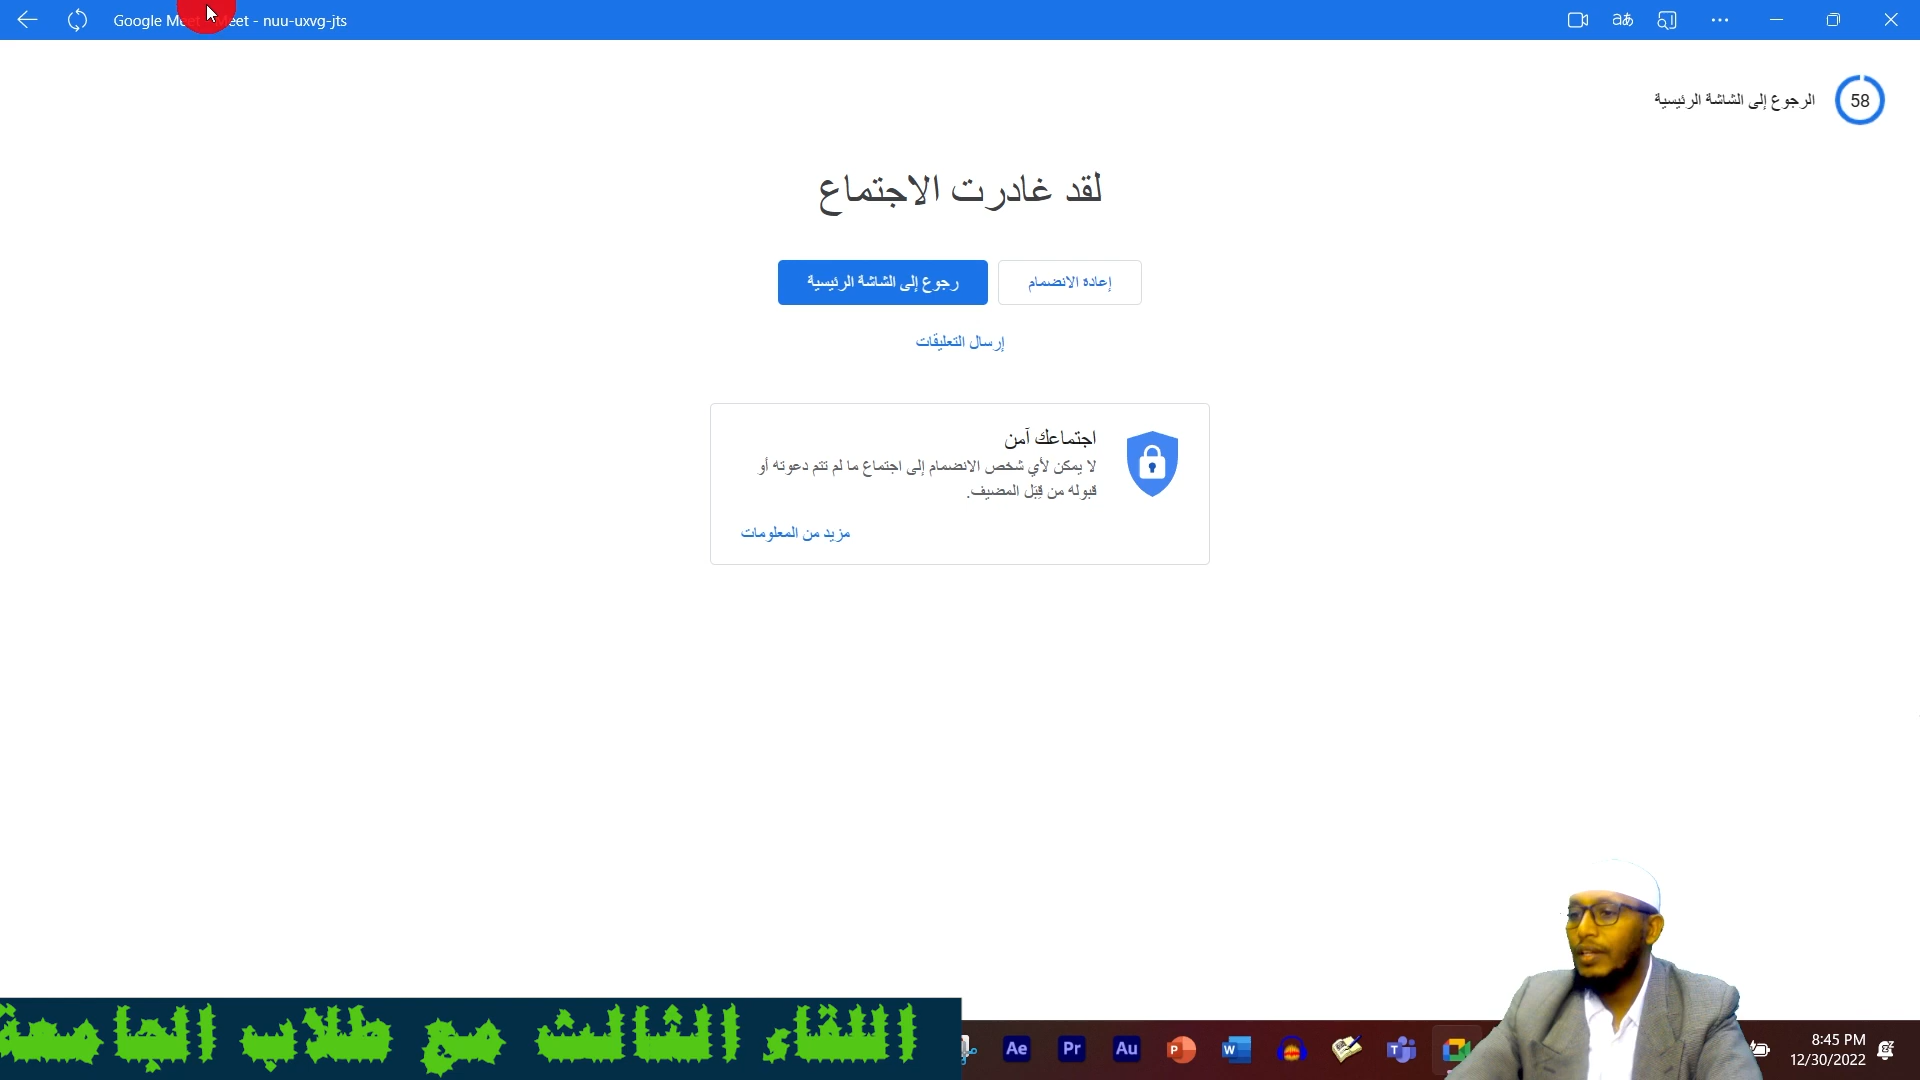 Google Meet - Meet - nuu-uxvg-jts
58
الرجوع إلى الشاشة الرئيسية
لقد غادرت الاجتماع
إعادة الانضمام
رجوع إلى الشاشة الرئيسية
إرسال التعليقات
اجتماعك آمن
لا يمكن لأي شخص الانضمام إلى اجتماع ما لم تتم دعوته أو
قبوله من قِبَل المضيف.
مزيد من المعلومات
اللقاء الثالث مع طلاب الجامعة
Ae
Pr
Au
P
W
T
8:45 PM
12/30/2022